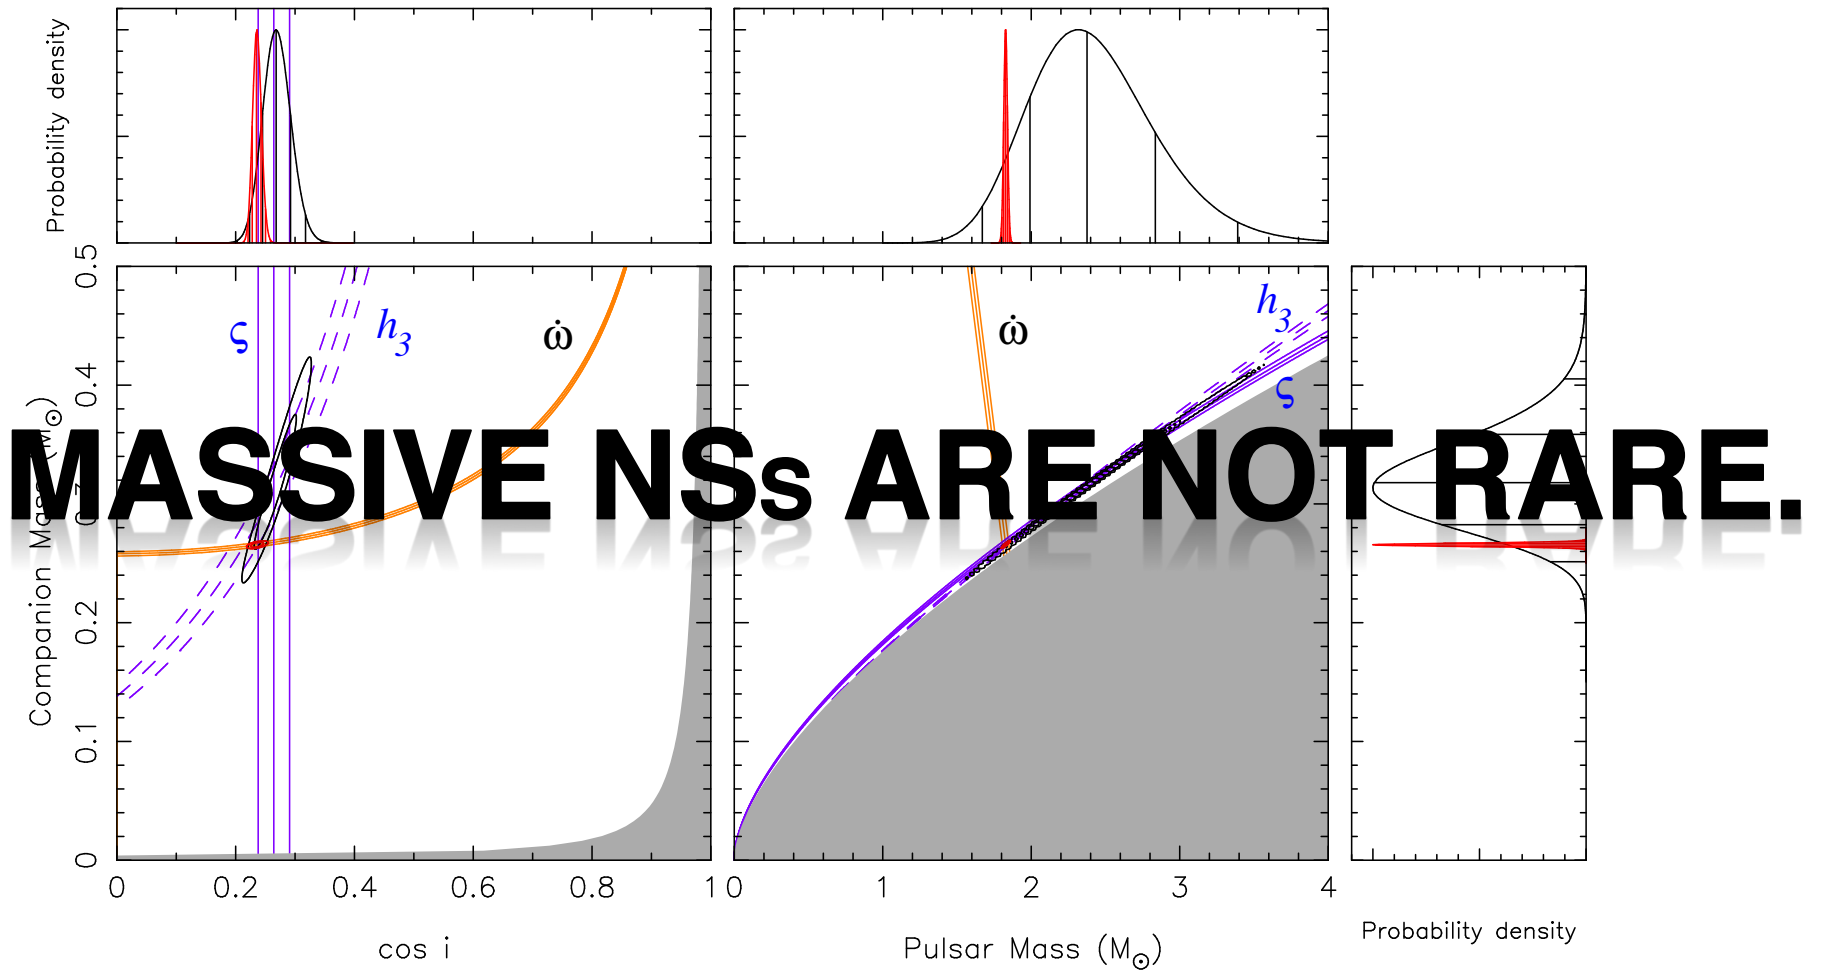 Probability density
0.5
0.4
0.2
0.1
0
Companion Mass (M⊙)
ς
h3
ω̇
ω̇
h3
ς
MASSIVE NSs ARE NOT RARE.
0 0.2 0.4 0.6 0.8 1
0 1 2 3 4
cos i
Pulsar Mass (M⊙)
Probability density